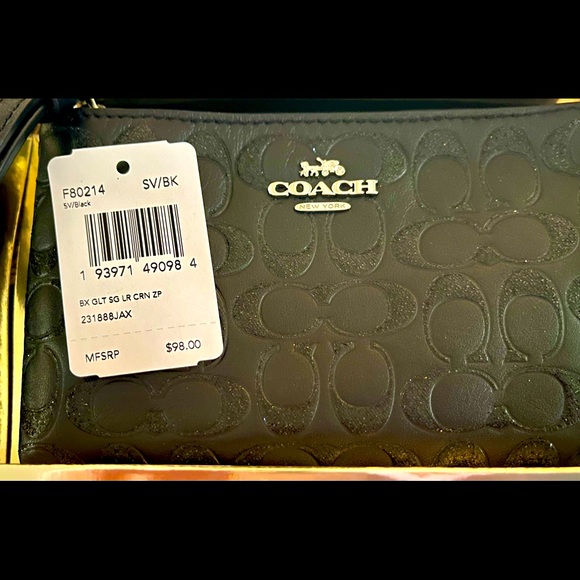 F80214 SV/BK
SV/Black
1 93971 49098 4
BX GLT SG LR CRN ZP
231888JAX
MFSRP $98.00
COACH
NEW YORK